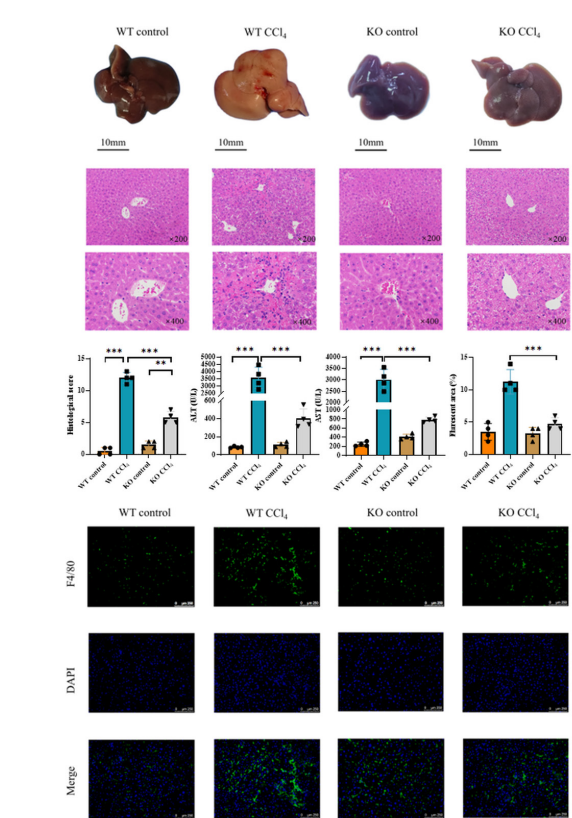 WT control WT CCl₄ KO control KO CCl₄
10mm 10mm 10mm 10mm
×200 ×200 ×200 ×200
×400 ×400 ×400 ×400
Histological score
15
10
5
0
*** ***
**
WT control WT CCl₄ KO control KO CCl₄
ALT (U/L)
5000
4500
4000
3500
3000
2500
600
400
200
0
*** ***
WT control WT CCl₄ KO control KO CCl₄
AST (U/L)
4000
3500
3000
2500
2000
1000
800
600
400
200
0
*** ***
WT control WT CCl₄ KO control KO CCl₄
Flurescent area (%)
15
10
5
0
***
WT control WT CCl₄ KO control KO CCl₄
WT control WT CCl₄ KO control KO CCl₄
F4/80
DAPI
Merge